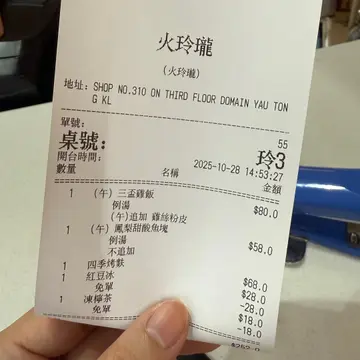 火玲瓏
(火玲瓏)
地址: SHOP NO.310 ON THIRD FLOOR DOMAIN YAU TON
G KL
單號: 55
桌號: 玲3
開台時間: 2025-10-28 14:53:27
數量 名稱 金額
1 (午) 三盃雞飯 $80.0
例湯
(午)追加 雞絲粉皮
1 (午) 鳳梨甜酸魚塊 $58.0
例湯
不追加
1 四季烤麩 $68.0
1 紅豆冰 $28.0
免單 -28.0
1 凍檸茶 $18.0
免單 -18.0